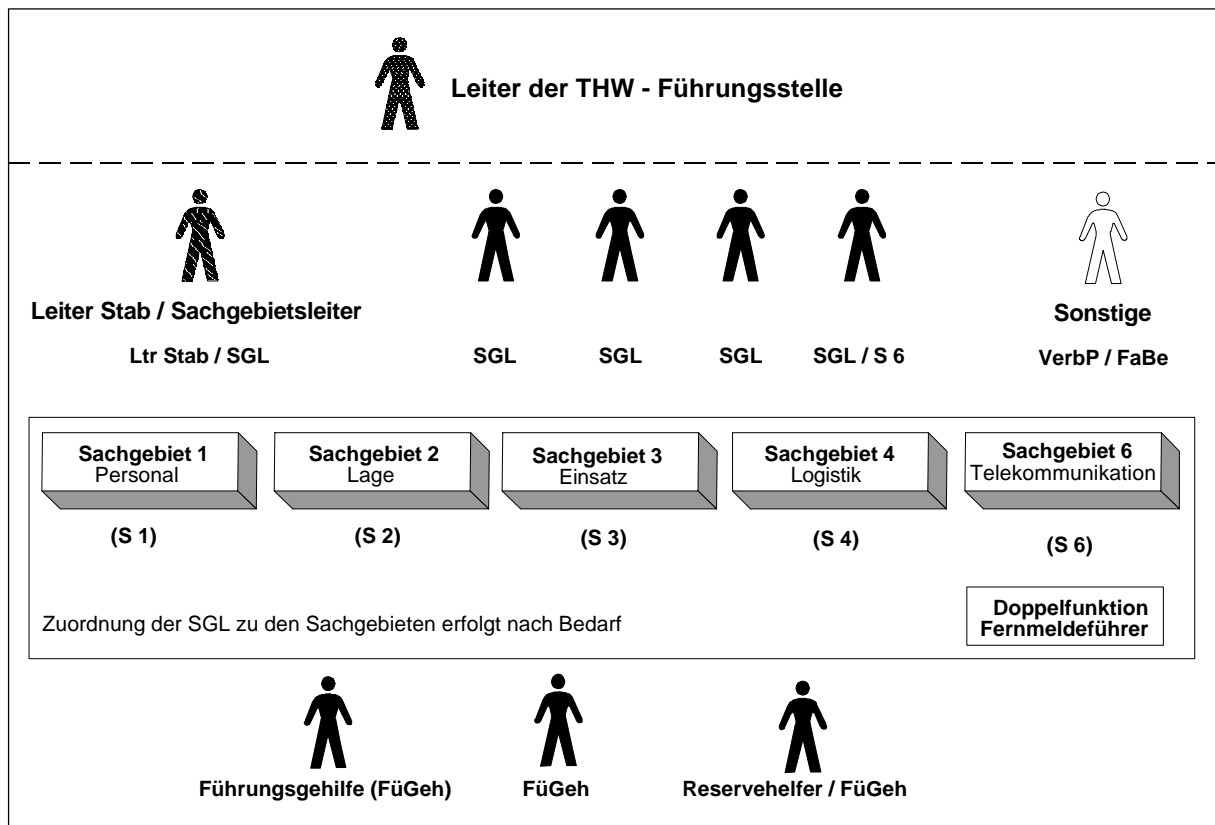 Leiter der THW - Führungsstelle
Leiter Stab / Sachgebietsleiter
Sonstige
Ltr Stab / SGL
SGL
SGL
SGL
SGL / S 6
VerbP / FaBe
Sachgebiet 1
Personal
(S 1)
Sachgebiet 2
Lage
(S 2)
Sachgebiet 3
Einsatz
(S 3)
Sachgebiet 4
Logistik
(S 4)
Sachgebiet 6
Telekommunikation
(S 6)
Zuordnung der SGL zu den Sachgebieten erfolgt nach Bedarf
Doppelfunktion
Fernmeldeführer
Führungsgehilfe (FüGeh)
FüGeh
Reservehelfer / FüGeh